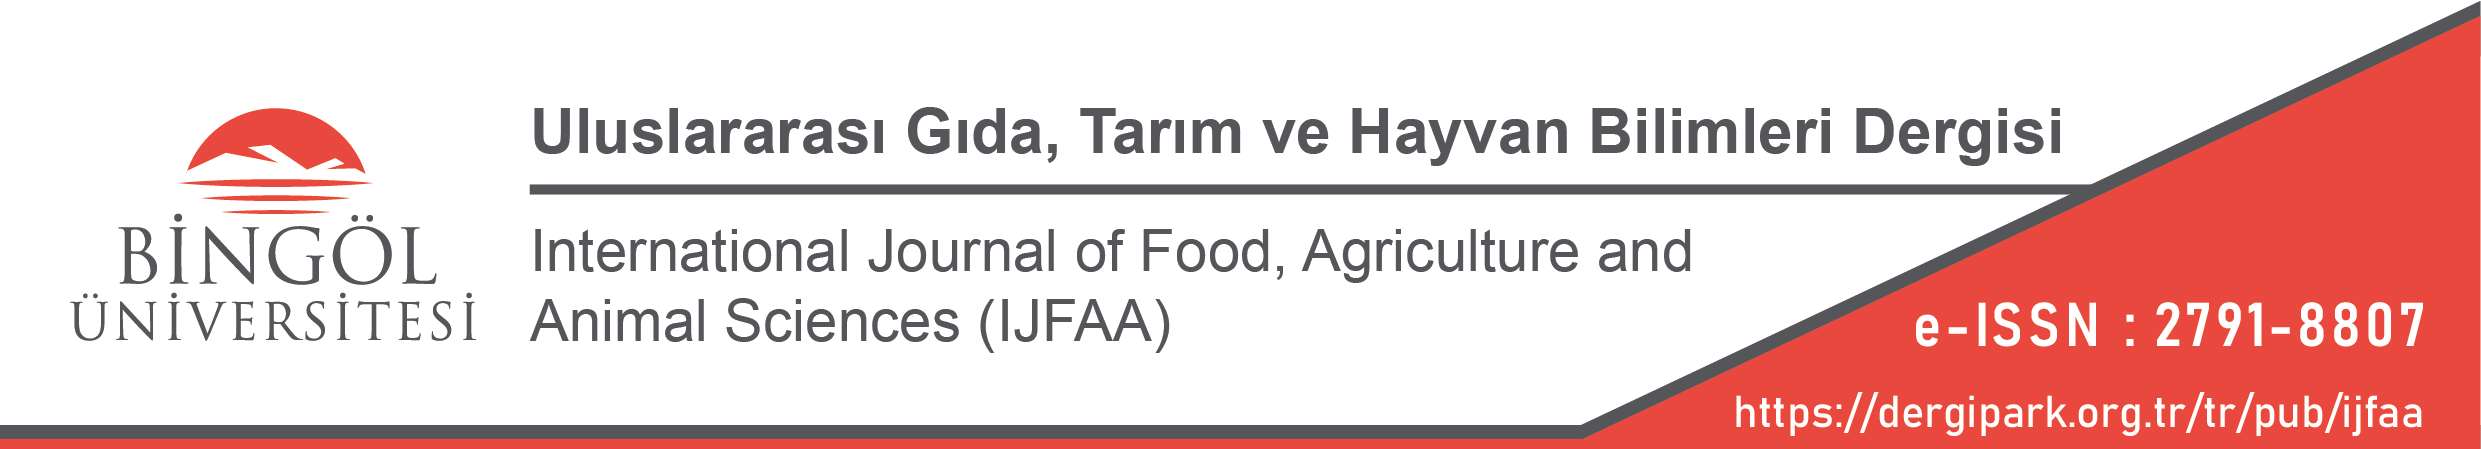 BİNGÖL
ÜNİVERSİTESİ
Uluslararası Gıda, Tarım ve Hayvan Bilimleri Dergisi
International Journal of Food, Agriculture and
Animal Sciences (IJFAA)
e-ISSN : 2791-8807
https://dergipark.org.tr/tr/pub/ijfaa